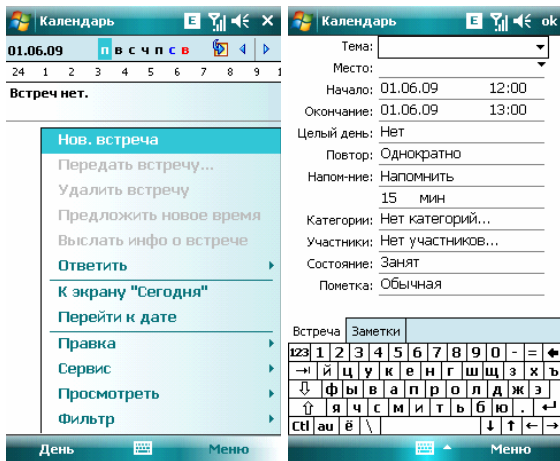 Календарь E
01.06.09 п в с ч п с в
24 1 2 3 4 5 6 7 8 9 1
Встреч нет.
Нов. встреча
Передать встречу...
Удалить встречу
Предложить новое время
Выслать инфо о встрече
Ответить
К экрану "Сегодня"
Перейти к дате
Правка
Сервис
Просмотреть
Фильтр
День Меню
Календарь E ok
Тема:
Место:
Начало: 01.06.09 12:00
Окончание: 01.06.09 13:00
Целый день: Нет
Повтор: Однократно
Напом-ние: Напомнить
15 мин
Категории: Нет категорий...
Участники: Нет участников...
Состояние: Занят
Пометка: Обычная
Встреча Заметки
123 1 2 3 4 5 6 7 8 9 0 - =
й ц у к е н г ш щ з х ъ
ф ы в а п р о л д ж э
я ч с м и т ь б ю .
Ctl аu ё \
Меню